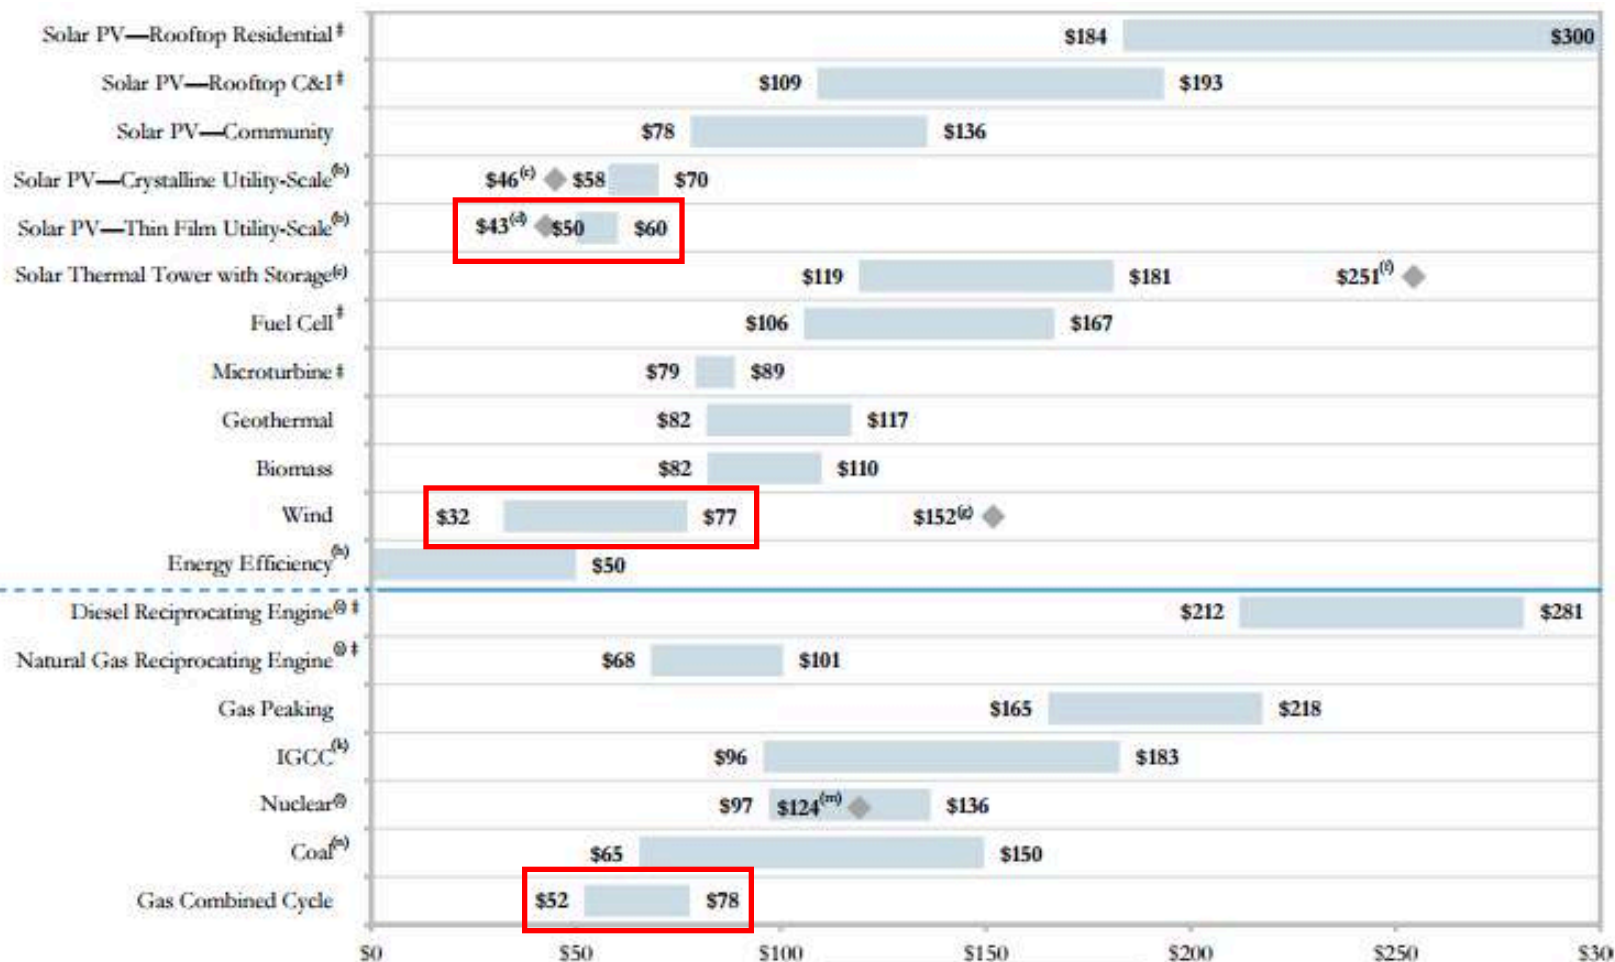 Solar PV—Rooftop Residential‡ $184 $300
Solar PV—Rooftop C&I‡ $109 $193
Solar PV—Community $78 $136
Solar PV—Crystalline Utility-Scale(b) $46(c) $58 $70
Solar PV—Thin Film Utility-Scale(b) $43(d) $50 $60
Solar Thermal Tower with Storage(e) $119 $181 $251(f)
Fuel Cell‡ $106 $167
Microturbine‡ $79 $89
Geothermal $82 $117
Biomass $82 $110
Wind $32 $77 $152(g)
Energy Efficiency(h) $50
Diesel Reciprocating Engine ‡ $212 $281
Natural Gas Reciprocating Engine ‡ $68 $101
Gas Peaking $165 $218
IGCC(k) $96 $183
Nuclear $97 $124(m) $136
Coal(n) $65 $150
Gas Combined Cycle $52 $78
$0 $50 $100 $150 $200 $250 $30